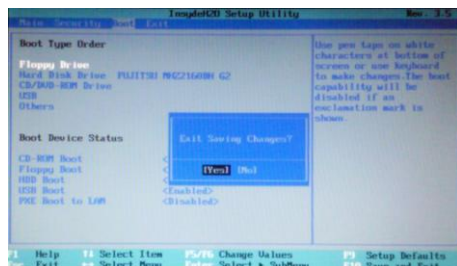 InsydeH2O Setup Utility Rev. 3.5
Main Security Boot Exit
Boot Type Order
Floppy Drive
Hard Disk Drive FUJITSU G2
CD/DVD-ROM Drive
USB
Others
Boot Device Status
CD-ROM Boot <
Floppy Boot <
HDD Boot <
USB Boot <Enabled>
PXE Boot to LAN <Disabled>
Exit Saving Changes?
[Yes] [No]
Use pen taps on white
characters at bottom of
screen or use keyboard
to make changes.The boot
capability will be
disabled if an
exclamation mark is
shown.
F1 Help ↑↓ Select Item F5/F6 Change Values F9 Setup Defaults
Esc Exit ↔ Select Menu Enter Select ▶ SubMenu F10 Save and Exit